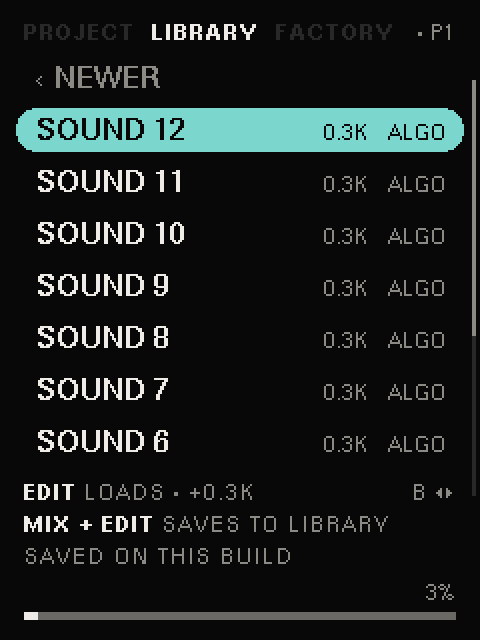 PROJECT LIBRARY FACTORY · P1
‹ NEWER
SOUND 12 0.3K ALGO
SOUND 11 0.3K ALGO
SOUND 10 0.3K ALGO
SOUND 9 0.3K ALGO
SOUND 8 0.3K ALGO
SOUND 7 0.3K ALGO
SOUND 6 0.3K ALGO
EDIT LOADS · +0.3K B ◂▸
MIX + EDIT SAVES TO LIBRARY
SAVED ON THIS BUILD
3%